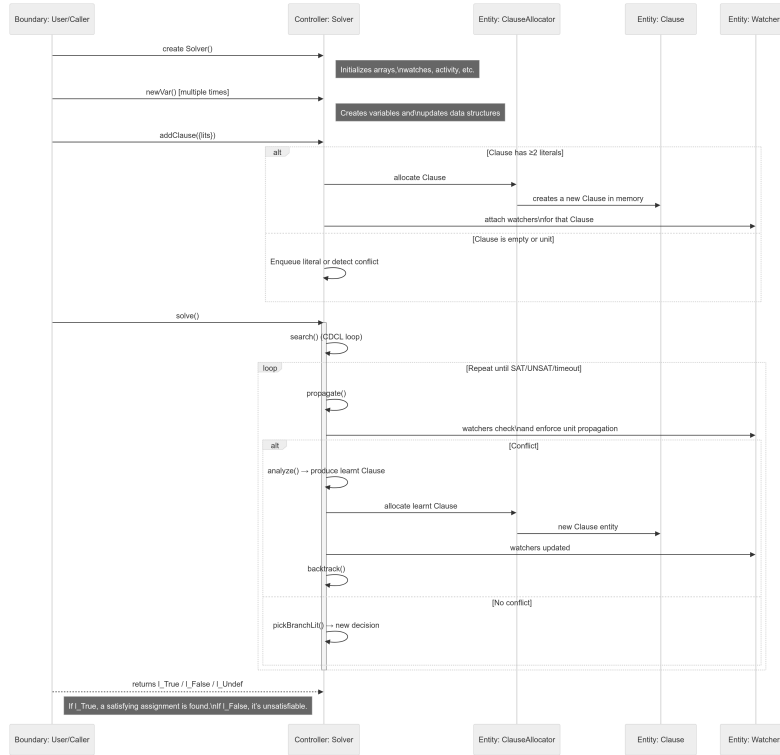 Boundary: User/Caller
Controller: Solver
Entity: ClauseAllocator
Entity: Clause
Entity: Watcher
create Solver()
Initializes arrays,\nwatches, activity, etc.
newVar() [multiple times]
Creates variables and\nupdates data structures
addClause({lits})
alt
[Clause has ≥2 literals]
allocate Clause
creates a new Clause in memory
attach watchers\nfor that Clause
[Clause is empty or unit]
Enqueue literal or detect conflict
solve()
search() (CDCL loop)
loop
[Repeat until SAT/UNSAT/timeout]
propagate()
watchers check\nand enforce unit propagation
alt
[Conflict]
analyze() → produce learnt Clause
allocate learnt Clause
new Clause entity
watchers updated
backtrack()
[No conflict]
pickBranchLit() → new decision
returns l_True / l_False / l_Undef
If l_True, a satisfying assignment is found.\nIf l_False, it's unsatisfiable.
Boundary: User/Caller
Controller: Solver
Entity: ClauseAllocator
Entity: Clause
Entity: Watcher